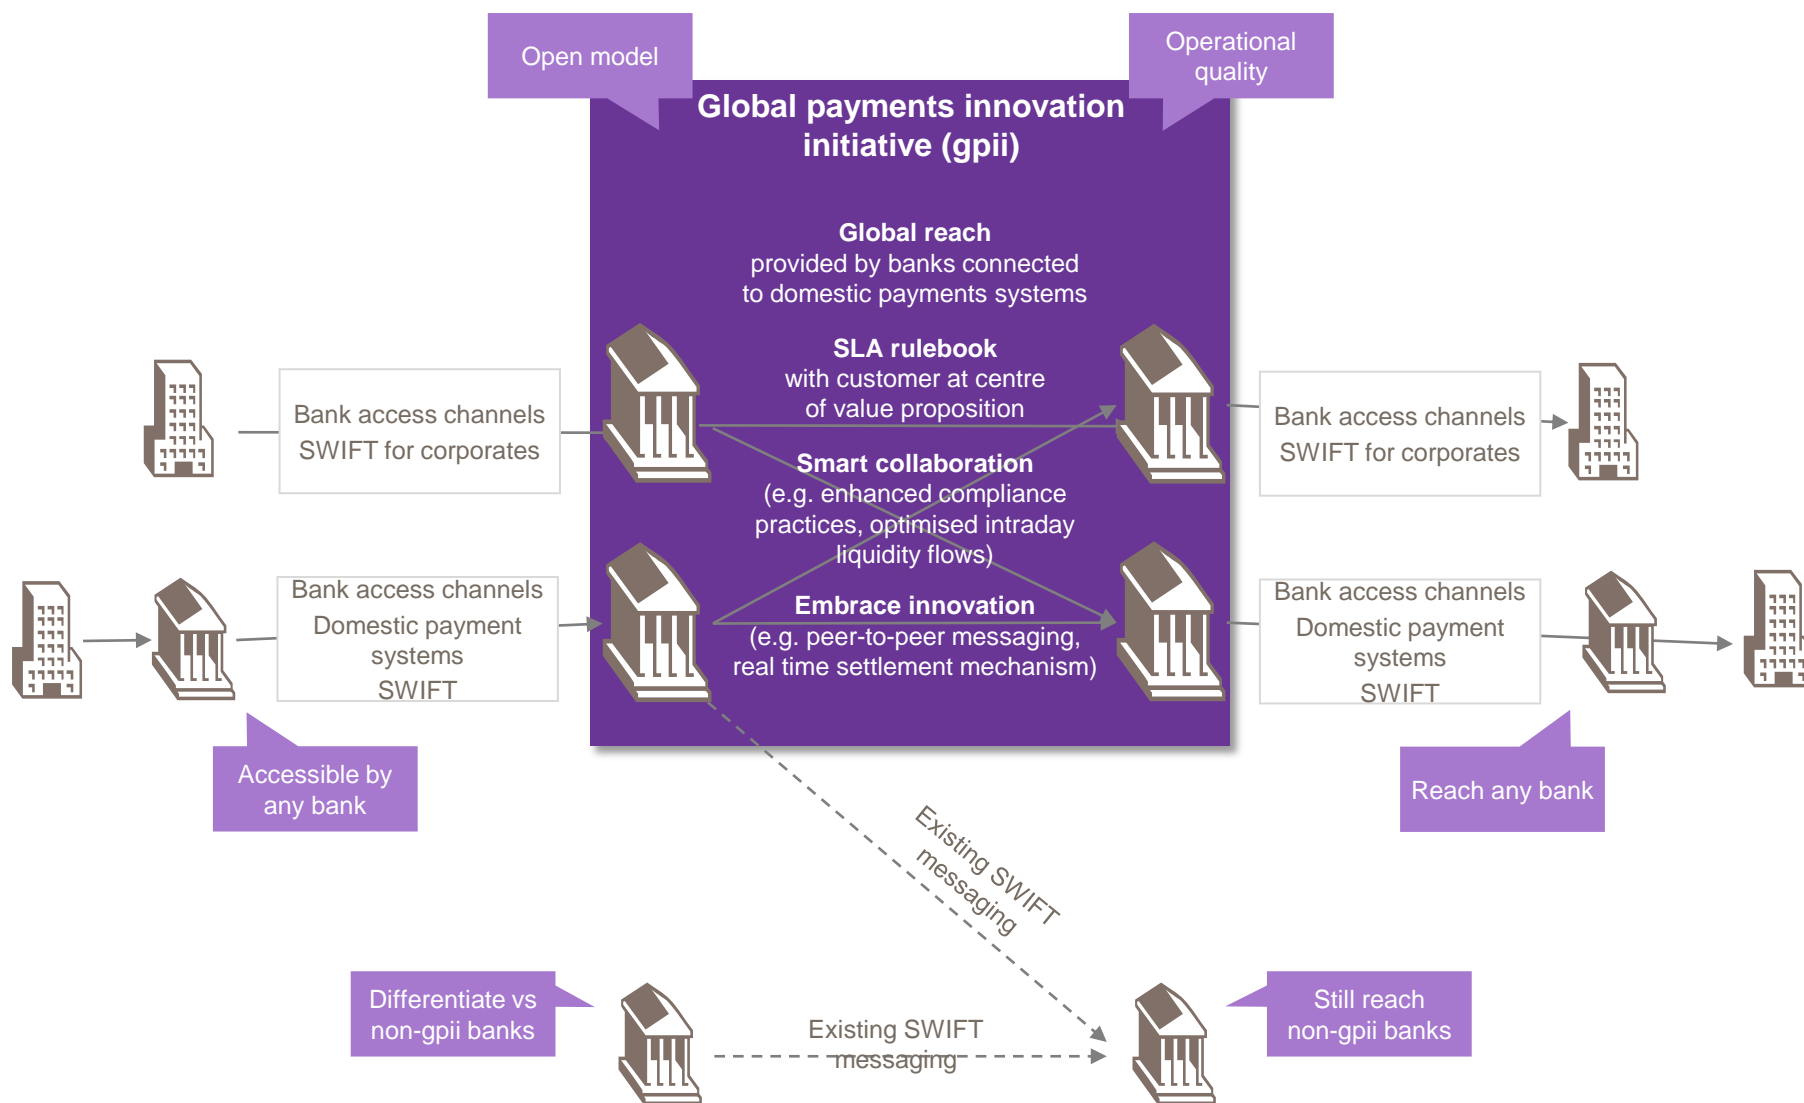 Open model
Operational
quality
Global payments innovation
initiative (gpii)
Global reach
provided by banks connected
to domestic payments systems
SLA rulebook
with customer at centre
of value proposition
Smart collaboration
(e.g. enhanced compliance
practices, optimised intraday
liquidity flows)
Embrace innovation
(e.g. peer-to-peer messaging,
real time settlement mechanism)
Bank access channels
SWIFT for corporates
Bank access channels
SWIFT for corporates
Bank access channels
Domestic payment
systems
SWIFT
Bank access channels
Domestic payment
systems
SWIFT
Accessible by
any bank
Reach any bank
Existing SWIFT
messaging
Differentiate vs
non-gpii banks
Existing SWIFT
messaging
Still reach
non-gpii banks